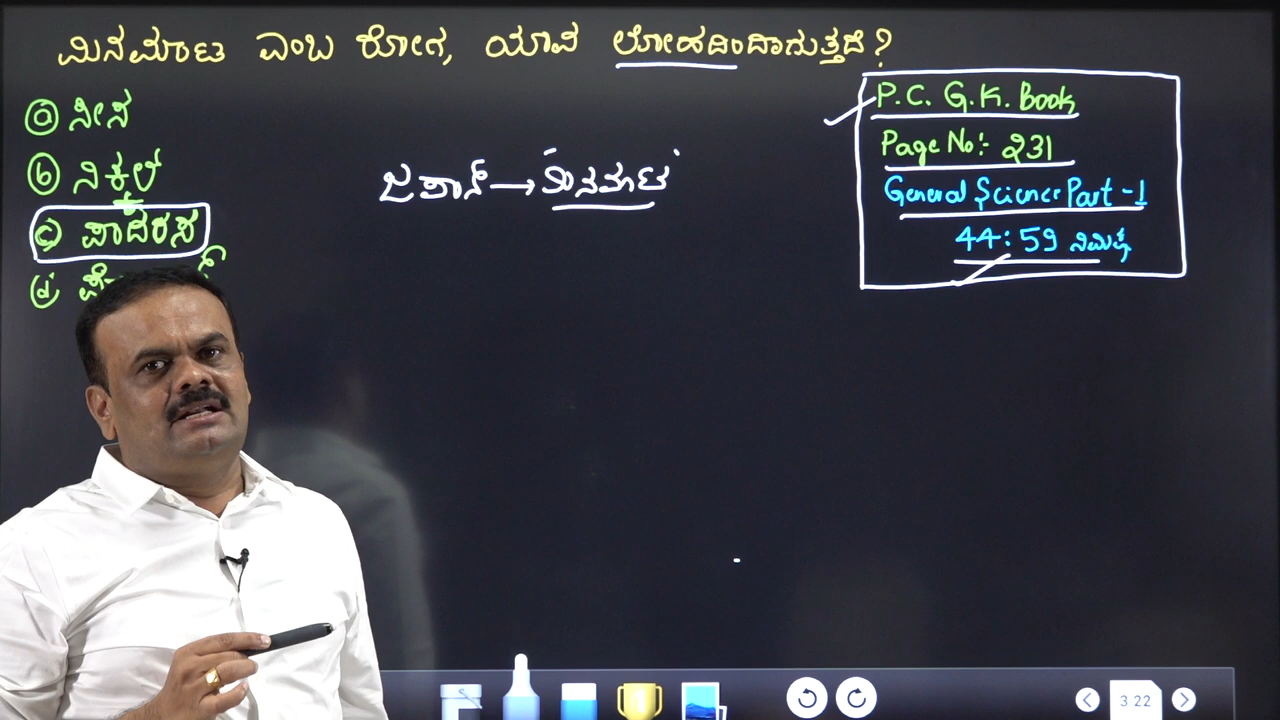 ಮಿನಮಾಟ ಎಂಬ ರೋಗ, ಯಾವ ಲೋಹದಿಂದಾಗುತ್ತದೆ?
ⓐ ಸೀಸ
ⓑ ನಿಕ್ಕಲ್
ⓒ ಪಾದರಸ
ⓓ
ಜಪಾನ್ → ಮಿನಮಾಟ
P.C. G.K. Book
Page No:- 231
General Science Part -1
44:59 ನಿಮಿಷ
3 22